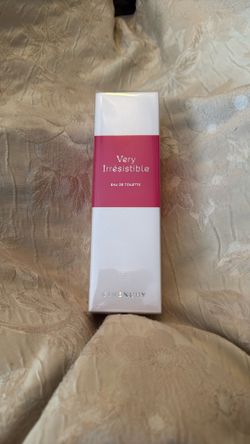 Very
Irrésistible
EAU DE TOILETTE
GIVENCHY